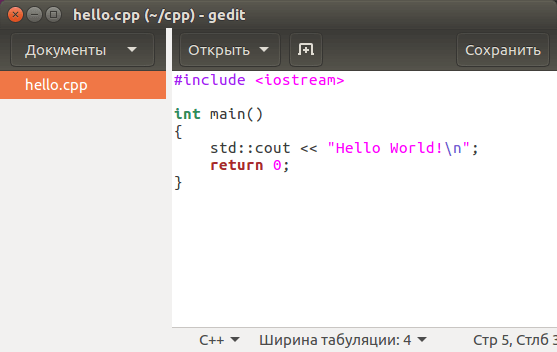 hello.cpp (~/cpp) - gedit
Документы
Открыть
Сохранить
hello.cpp
#include <iostream>
int main()
{
    std::cout << "Hello World!\n";
    return 0;
}
C++
Ширина табуляции: 4
Стр 5, Стлб 3